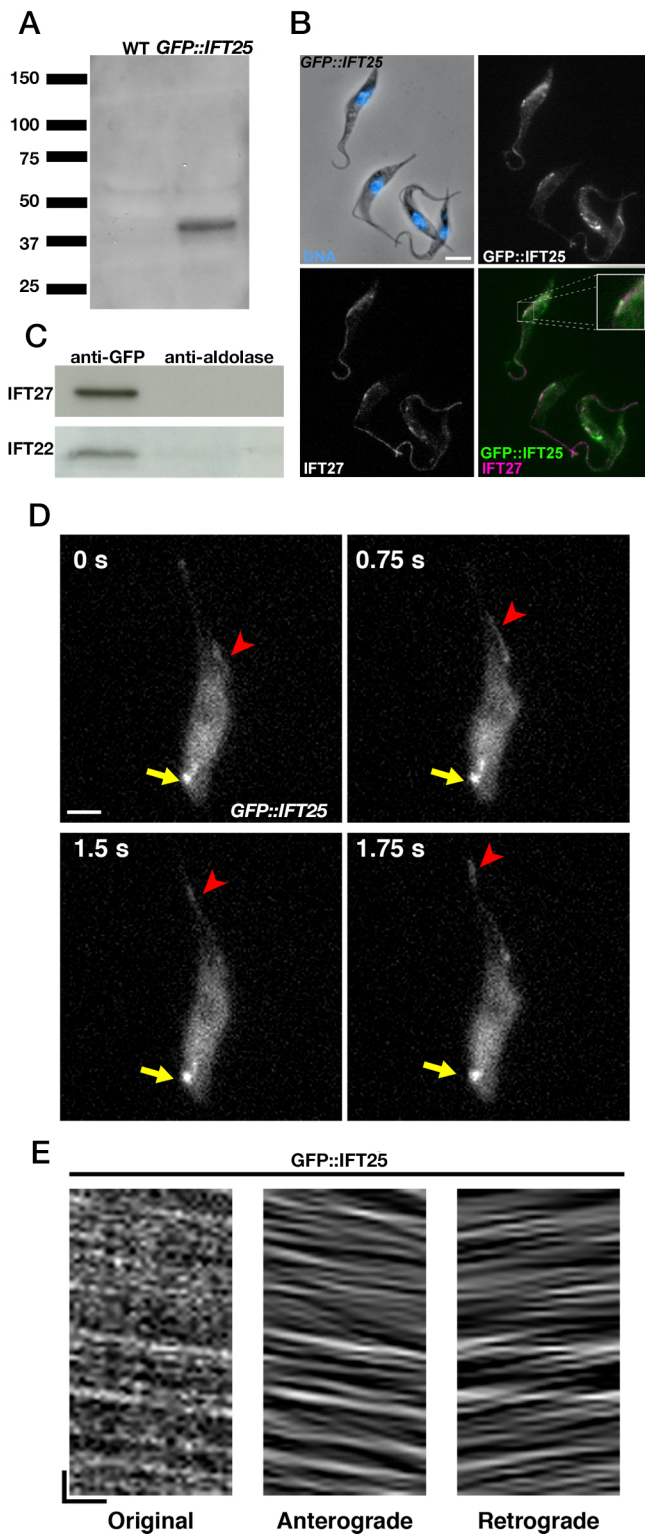 A
WT GFP::IFT25
150
100
75
50
37
25
B
GFP::IFT25
DNA
GFP::IFT25
IFT27
GFP::IFT25
IFT27
C
anti-GFP anti-aldolase
IFT27
IFT22
D
0 s
0.75 s
GFP::IFT25
1.5 s
1.75 s
E
GFP::IFT25
Original
Anterograde
Retrograde